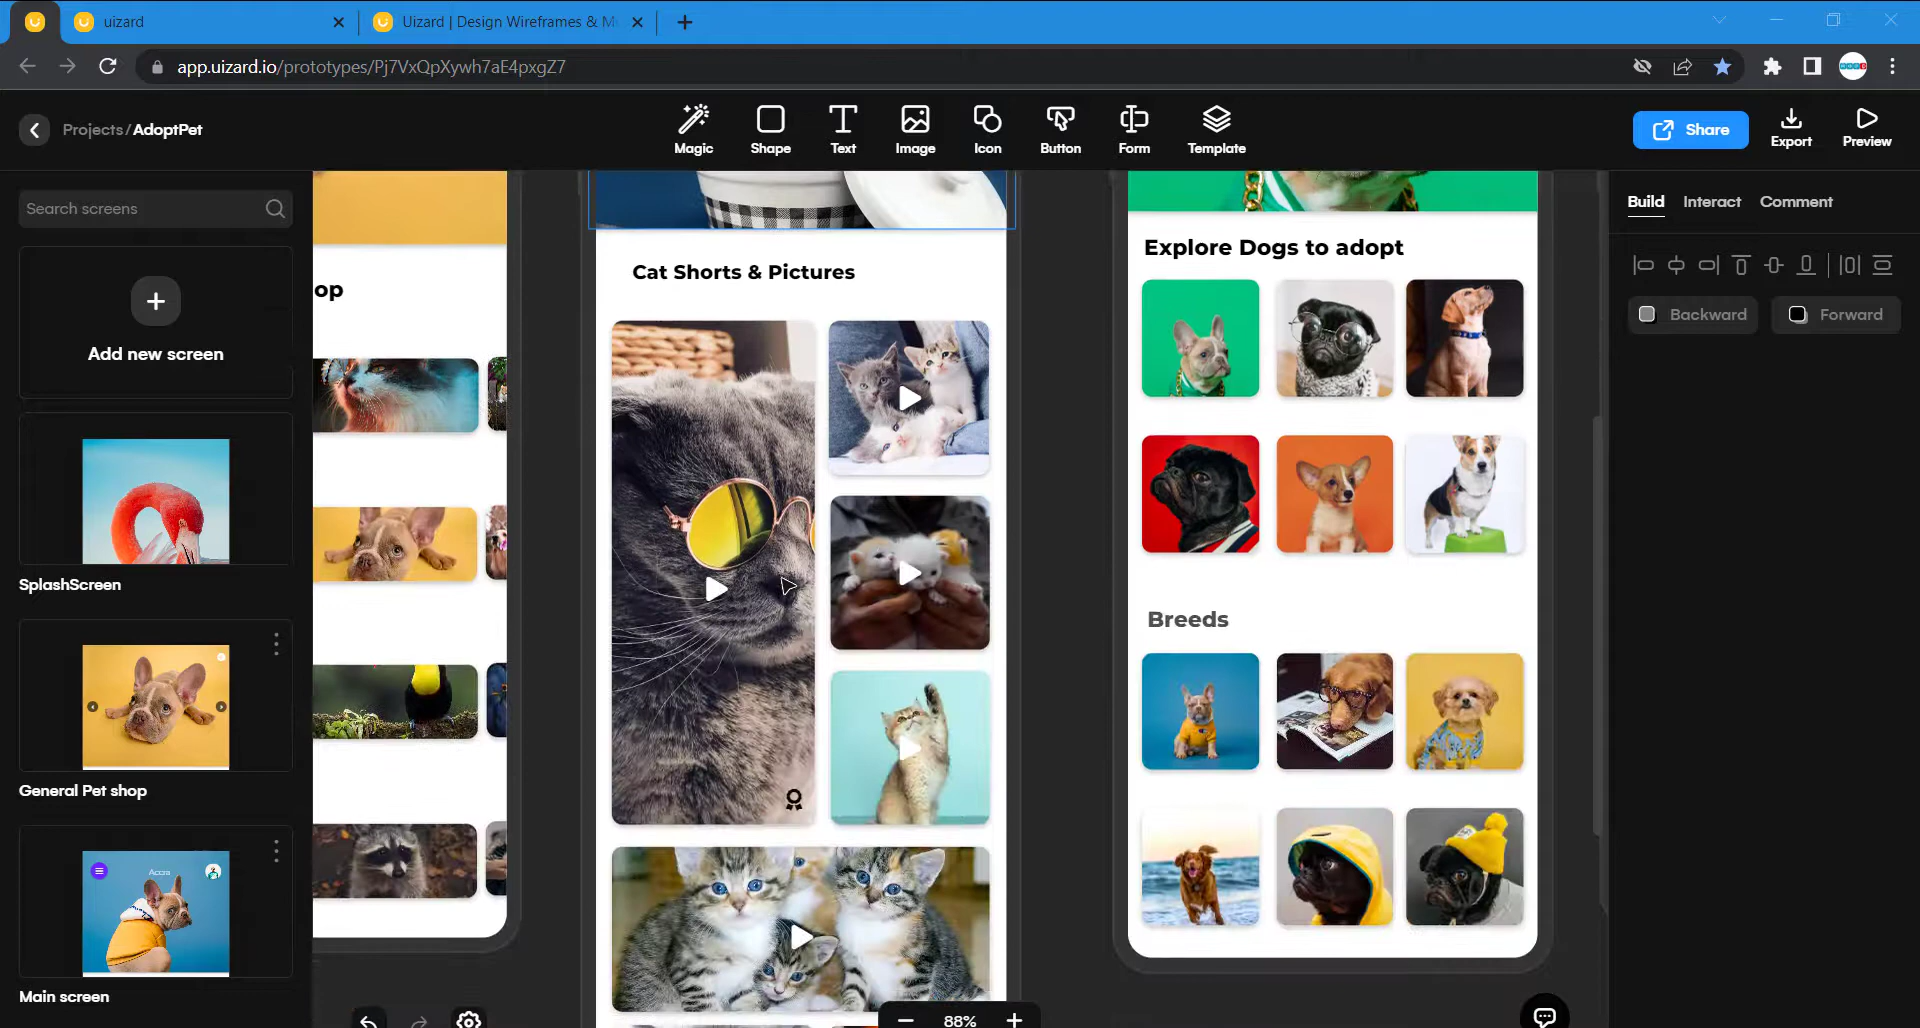 uizard
Uizard | Design Wireframes & M
app.uizard.io/prototypes/Pj7VxQpXywh7aE4pxgZ7
Projects/AdoptPet
Magic
Shape
Text
Image
Icon
Button
Form
Template
Share
Export
Preview
Search screens
Add new screen
SplashScreen
General Pet shop
Accra
Main screen
op
Cat Shorts & Pictures
Explore Dogs to adopt
Breeds
Build
Interact
Comment
Backward
Forward
88%